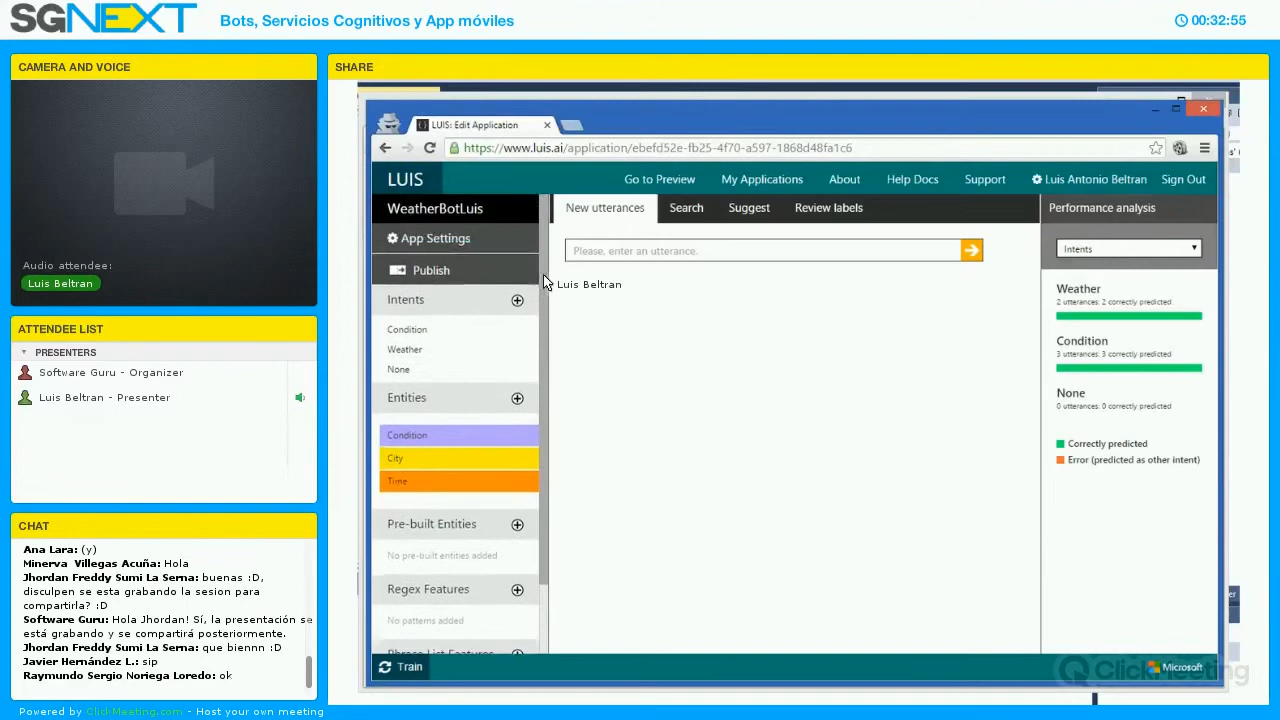 SGNEXT
Bots, Servicios Cognitivos y App móviles
00:32:55
CAMERA AND VOICE
Audio attendee:
Luis Beltran
ATTENDEE LIST
PRESENTERS
Software Guru - Organizer
Luis Beltran - Presenter
CHAT
Ana Lara: (y)
Minerva Villegas Acuña: Hola
Jhordan Freddy Sumi La Serna: buenas :D,
disculpen se esta grabando la sesion para
compartirla? :D
Software Guru: Hola Jhordan! Sí, la presentación se
está grabando y se compartirá posteriormente.
Jhordan Freddy Sumi La Serna: que biennn :D
Javier Hernández L.: sip
Raymundo Sergio Noriega Loredo: ok
Powered by ClickMeeting.com - Host your own meeting
SHARE
LUIS: Edit Application
https://www.luis.ai/application/ebefd52e-fb25-4f70-a597-1868d48fa1c6
LUIS
Go to Preview
My Applications
About
Help Docs
Support
Luis Antonio Beltran
Sign Out
WeatherBotLuis
App Settings
Publish
Intents
Condition
Weather
None
Entities
Condition
City
Time
Pre-built Entities
No pre-built entities added
Regex Features
No patterns added
Phrase List Features
Train
New utterances
Search
Suggest
Review labels
Please, enter an utterance.
Luis Beltran
Performance analysis
Intents
Weather
2 utterances: 2 correctly predicted
Condition
3 utterances: 3 correctly predicted
None
0 utterances: 0 correctly predicted
Correctly predicted
Error (predicted as other intent)
Microsoft
ClickMeeting